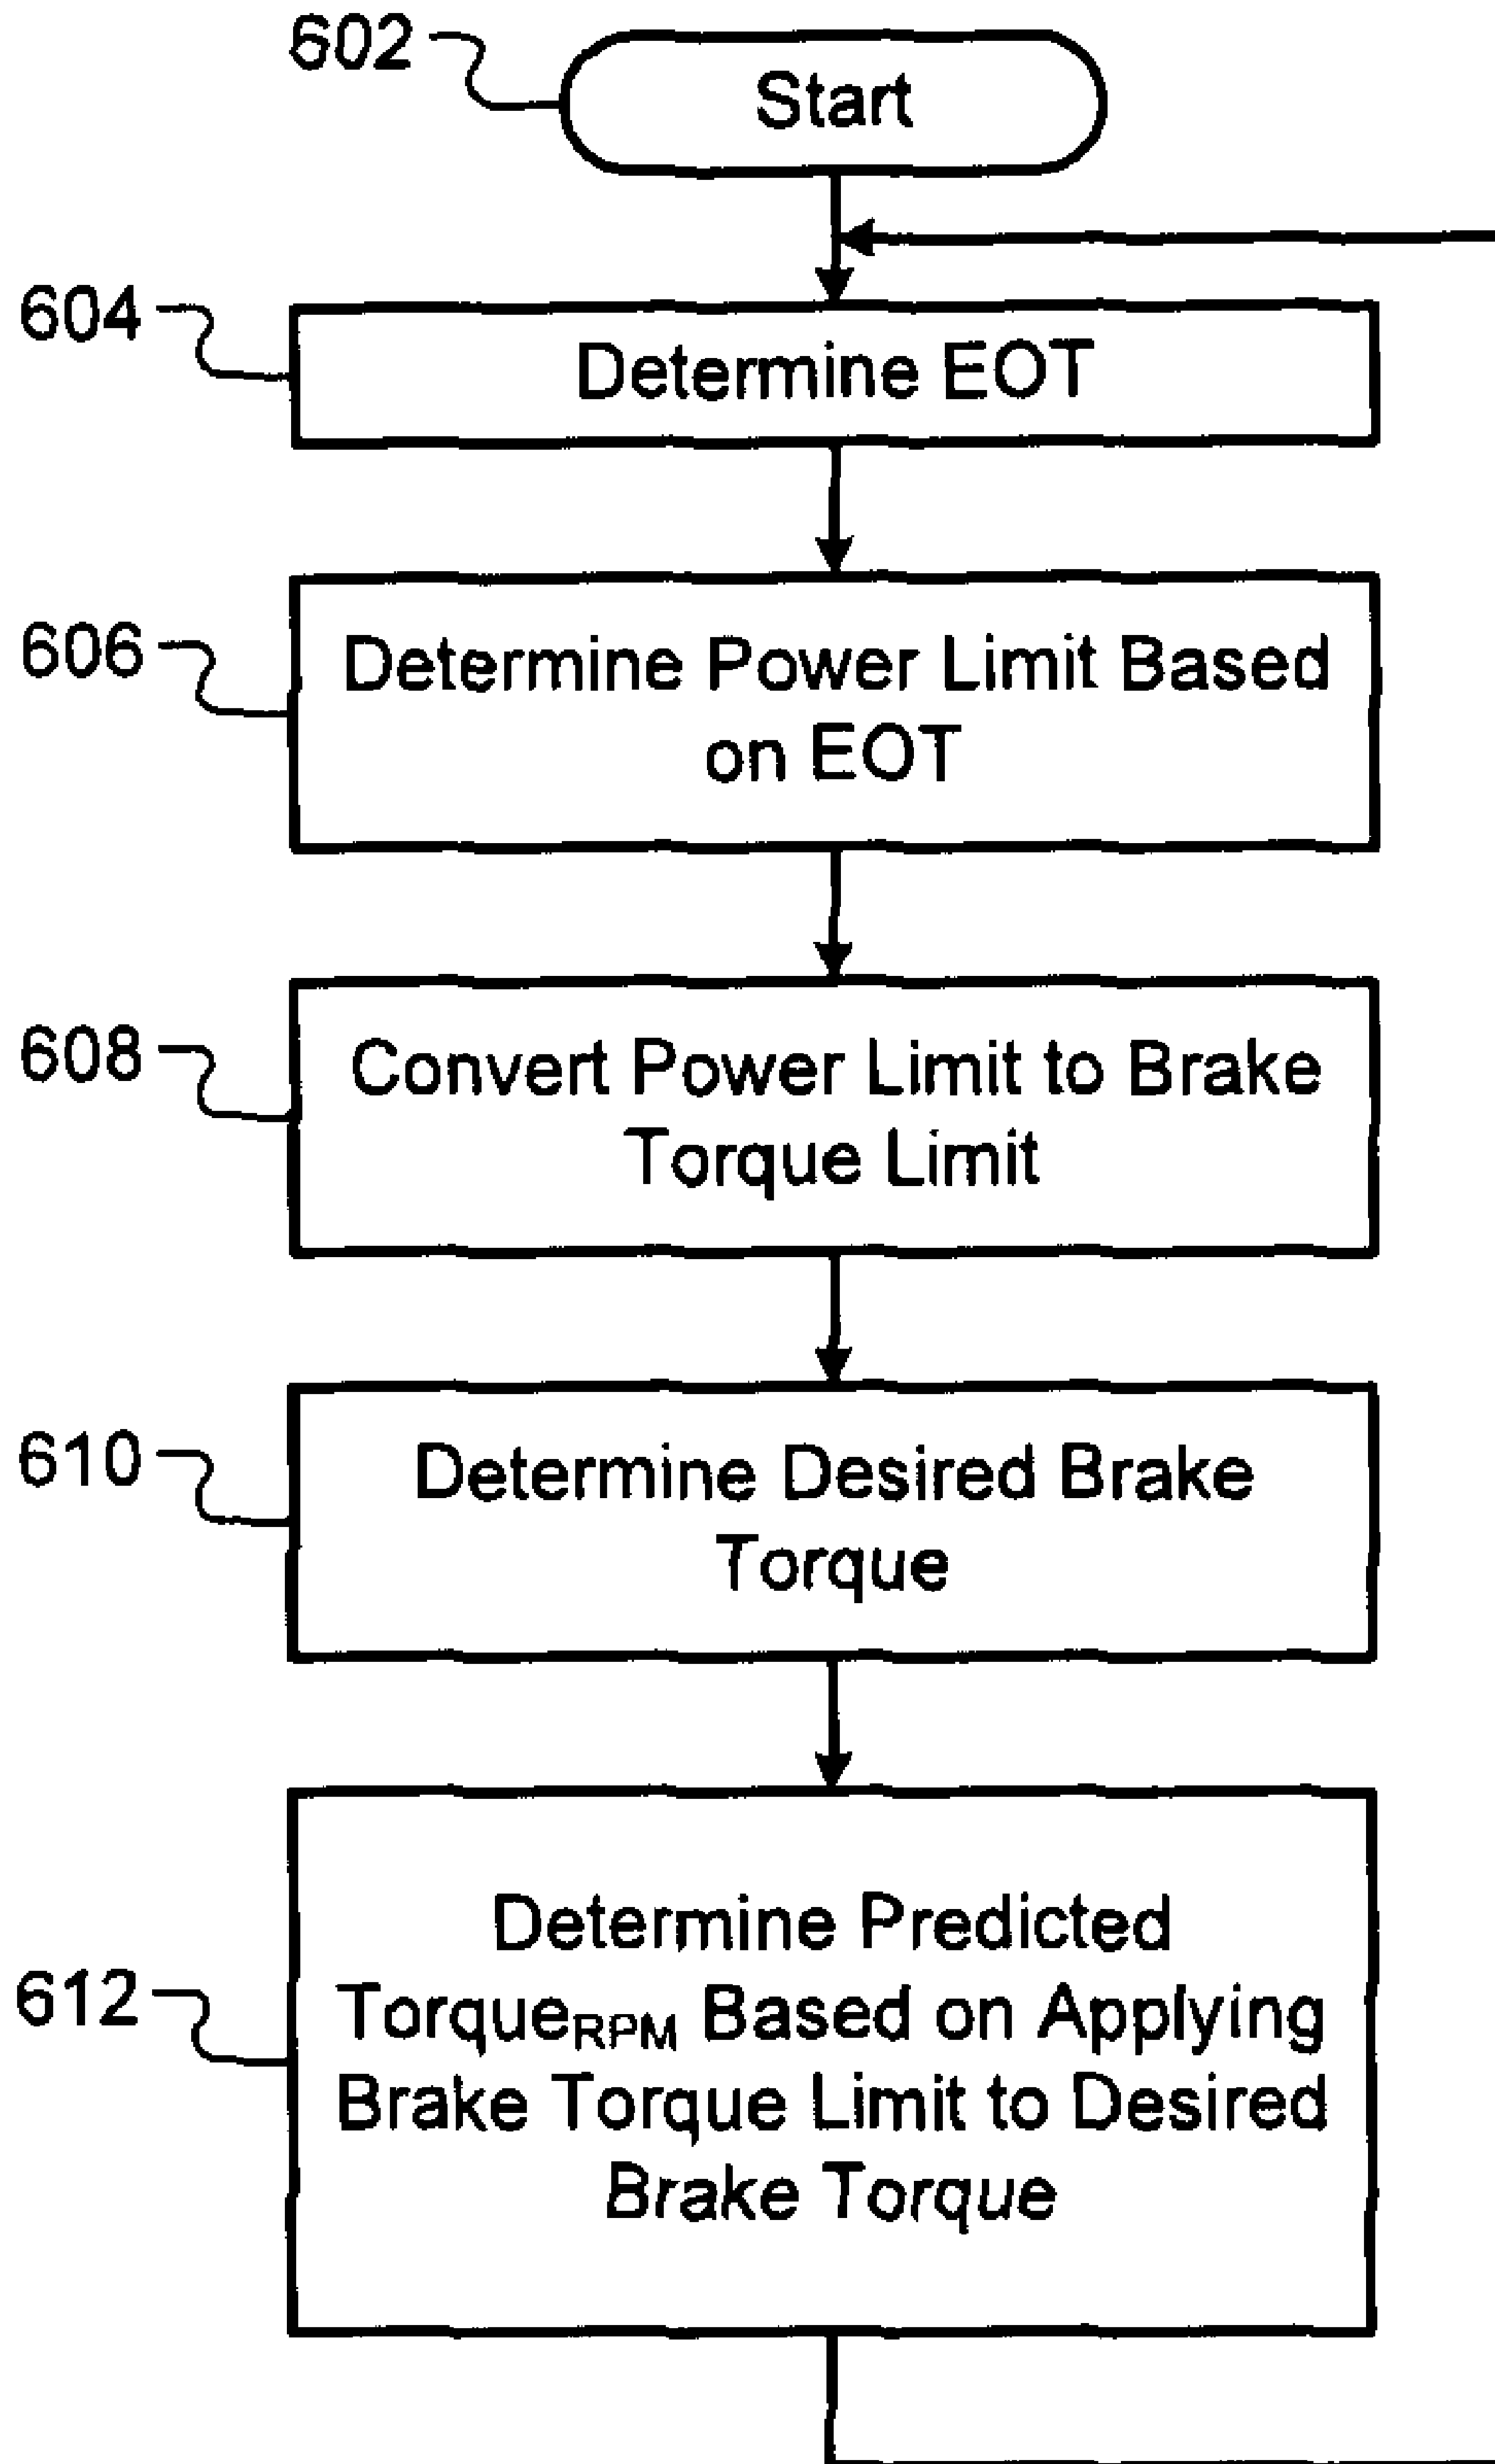 602
Start
604
Determine EOT
606
Determine Power Limit Based
on EOT
608
Convert Power Limit to Brake
Torque Limit
610
Determine Desired Brake
Torque
612
Determine Predicted
TorqueRPM Based on Applying
Brake Torque Limit to Desired
Brake Torque